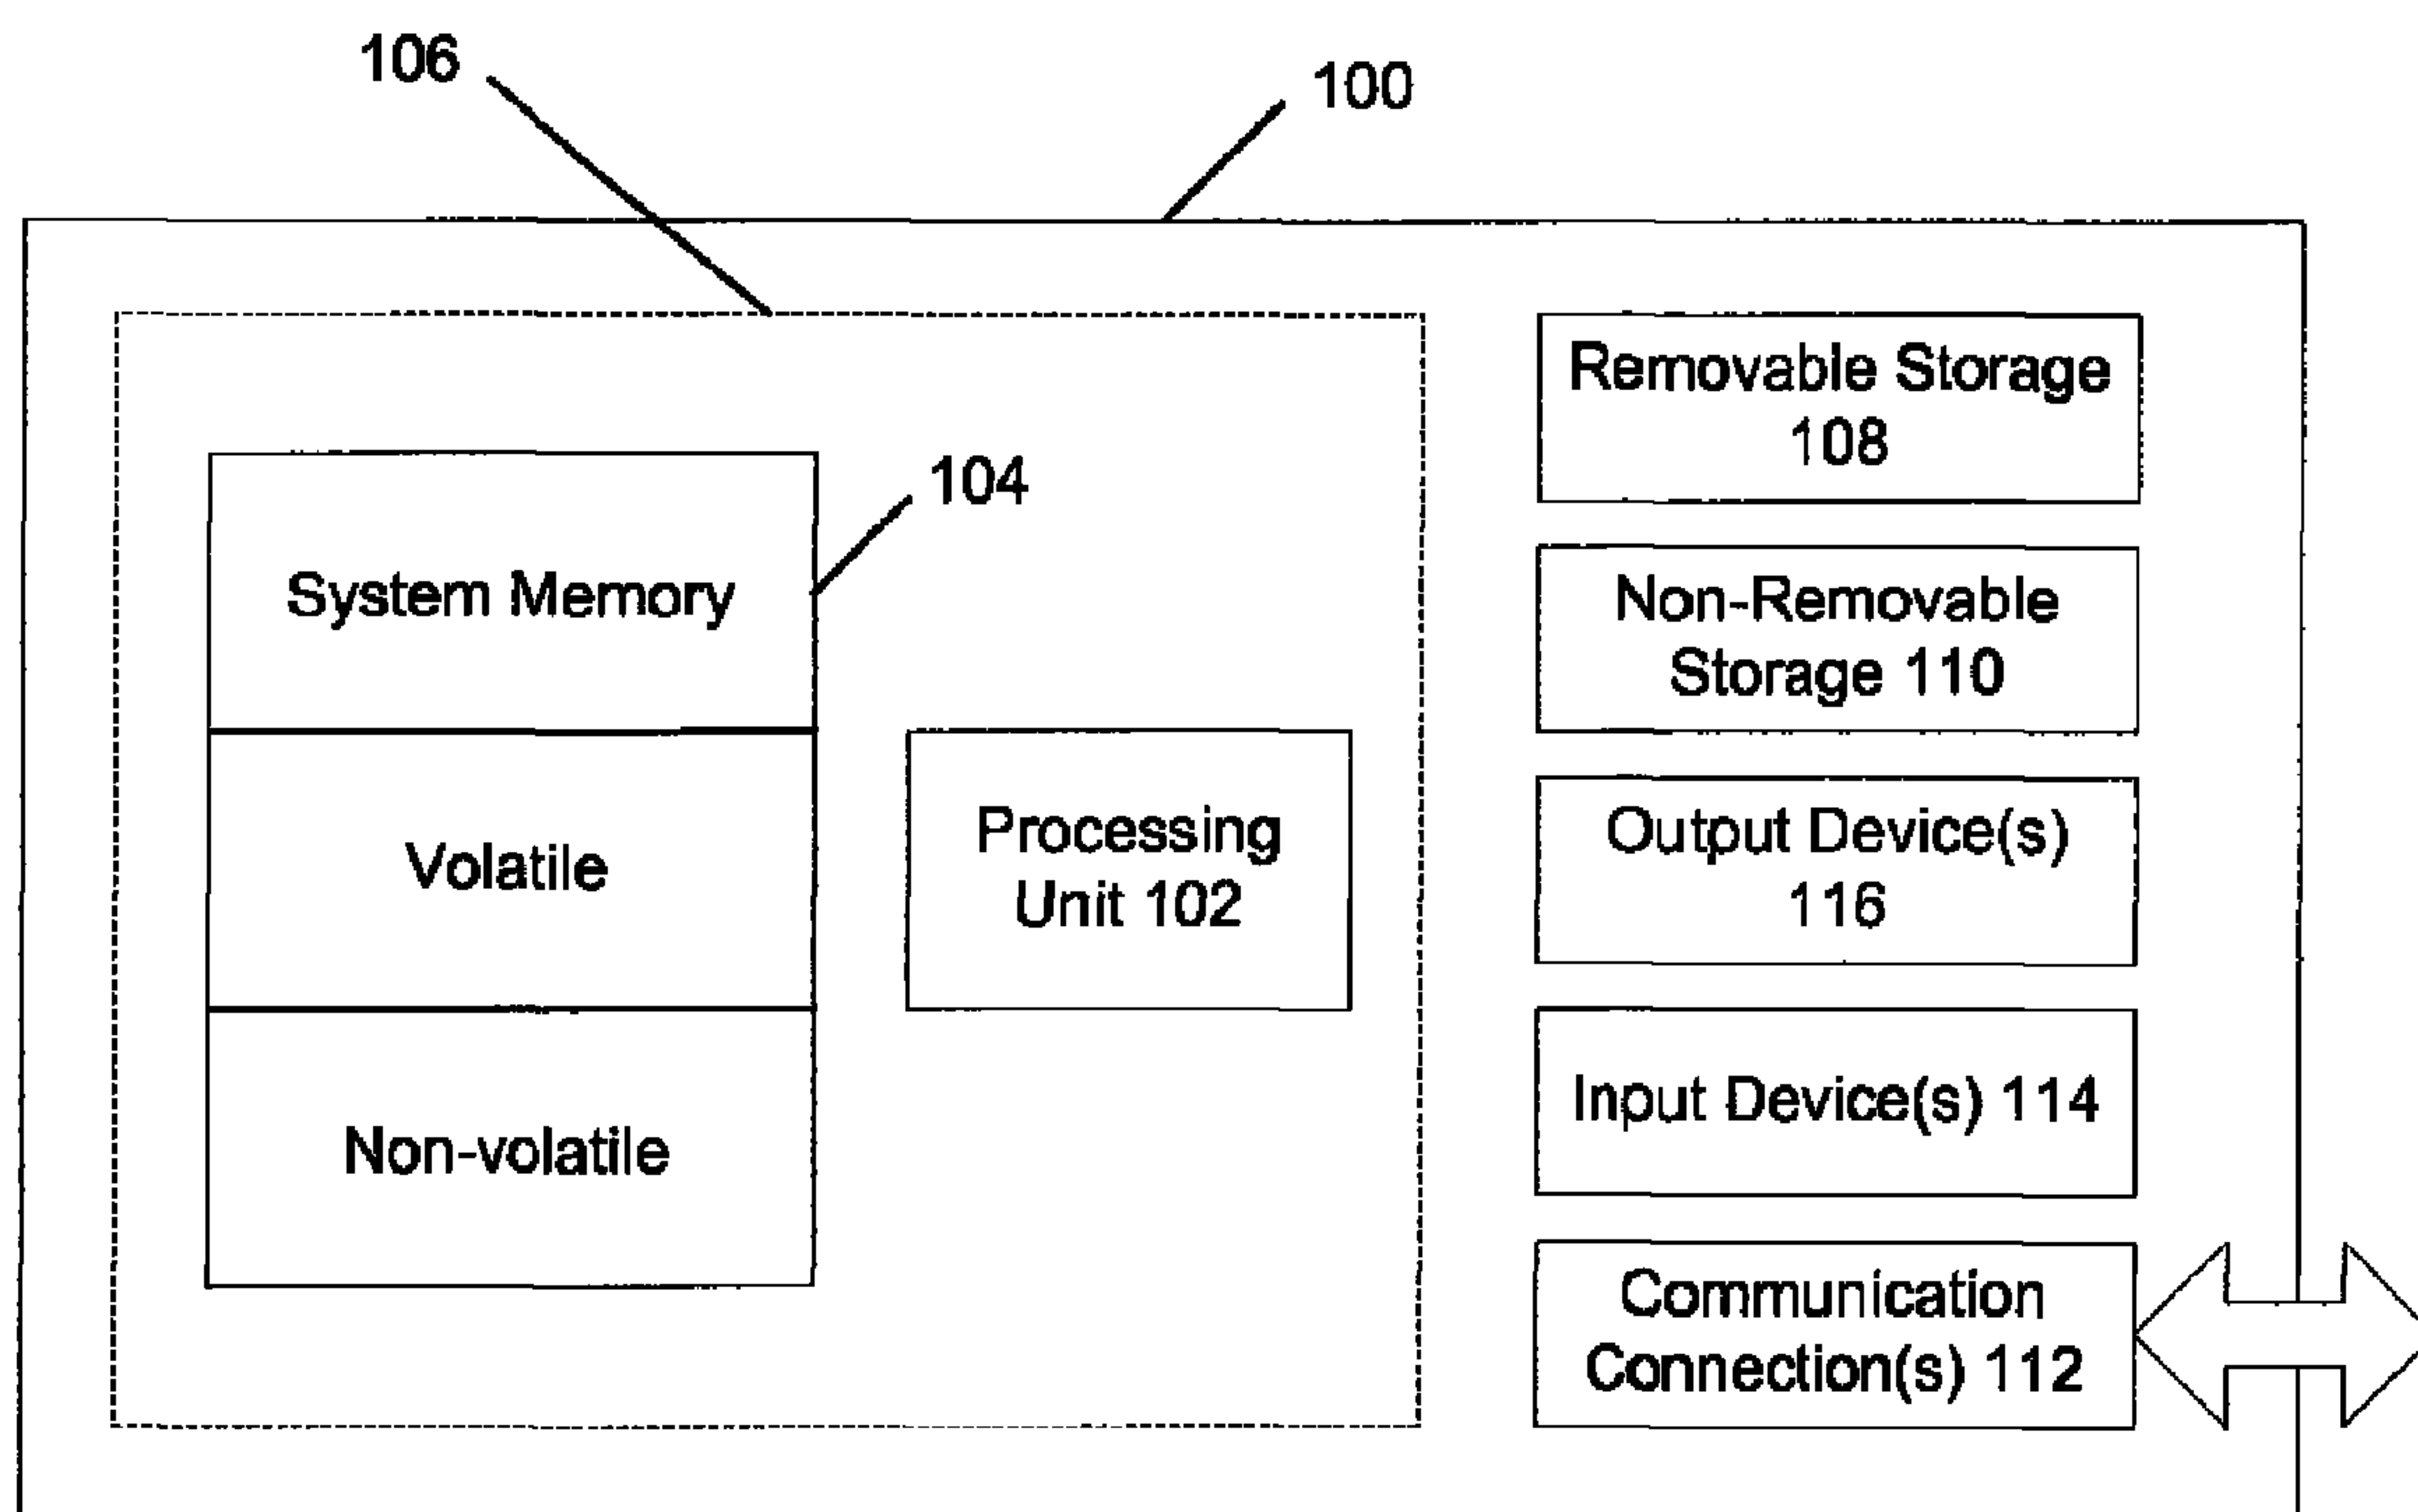 106
100
104
System Memory
Volatile
Non-volatile
Processing
Unit 102
Removable Storage
108
Non-Removable
Storage 110
Output Device(s)
116
Input Device(s) 114
Communication
Connection(s) 112